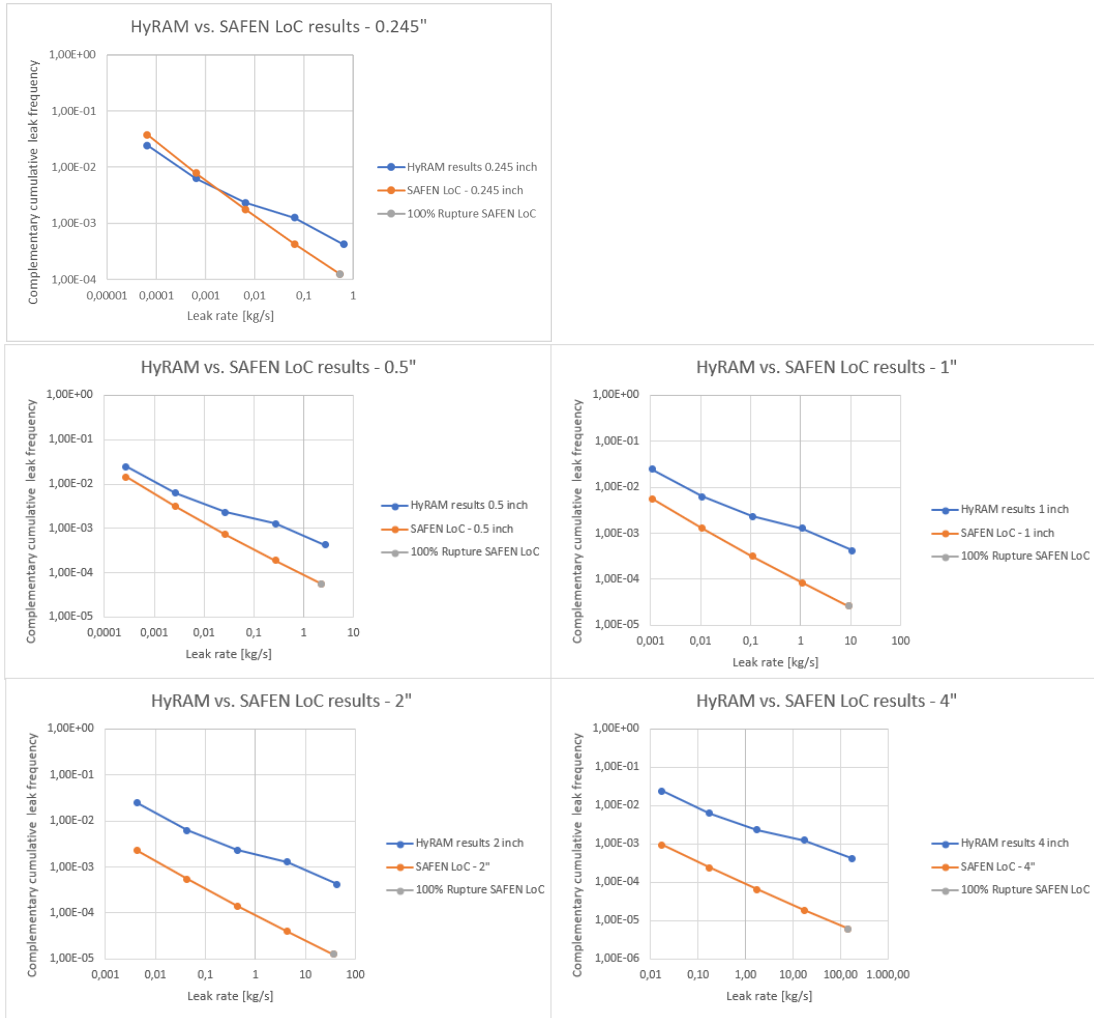 HyRAM vs. SAFEN LoC results - 0.245"
Complementary cumulative leak frequency
1,00E+00
1,00E-01
1,00E-02
1,00E-03
1,00E-04
0,00001
0,0001
0,001
0,01
0,1
1
Leak rate [kg/s]
HyRAM results 0.245 inch
SAFEN LoC - 0.245 inch
100% Rupture SAFEN LoC
HyRAM vs. SAFEN LoC results - 0.5"
Complementary cumulative leak frequency
1,00E+00
1,00E-01
1,00E-02
1,00E-03
1,00E-04
1,00E-05
0,0001
0,001
0,01
0,1
1
10
Leak rate [kg/s]
HyRAM results 0.5 inch
SAFEN LoC - 0.5 inch
100% Rupture SAFEN LoC
HyRAM vs. SAFEN LoC results - 1"
Complementary cumulative leak frequency
1,00E+00
1,00E-01
1,00E-02
1,00E-03
1,00E-04
1,00E-05
0,001
0,01
0,1
1
10
100
Leak rate [kg/s]
HyRAM results 1 inch
SAFEN LoC - 1 inch
100% Rupture SAFEN LoC
HyRAM vs. SAFEN LoC results - 2"
Complementary cumulative leak frequency
1,00E+00
1,00E-01
1,00E-02
1,00E-03
1,00E-04
1,00E-05
0,001
0,01
0,1
1
10
100
Leak rate [kg/s]
HyRAM results 2 inch
SAFEN LoC - 2"
100% Rupture SAFEN LoC
HyRAM vs. SAFEN LoC results - 4"
Complementary cumulative leak frequency
1,00E+00
1,00E-01
1,00E-02
1,00E-03
1,00E-04
1,00E-05
1,00E-06
0,01
0,10
1,00
10,00
100,00
1.000,00
Leak rate [kg/s]
HyRAM results 4 inch
SAFEN LoC - 4"
100% Rupture SAFEN LoC